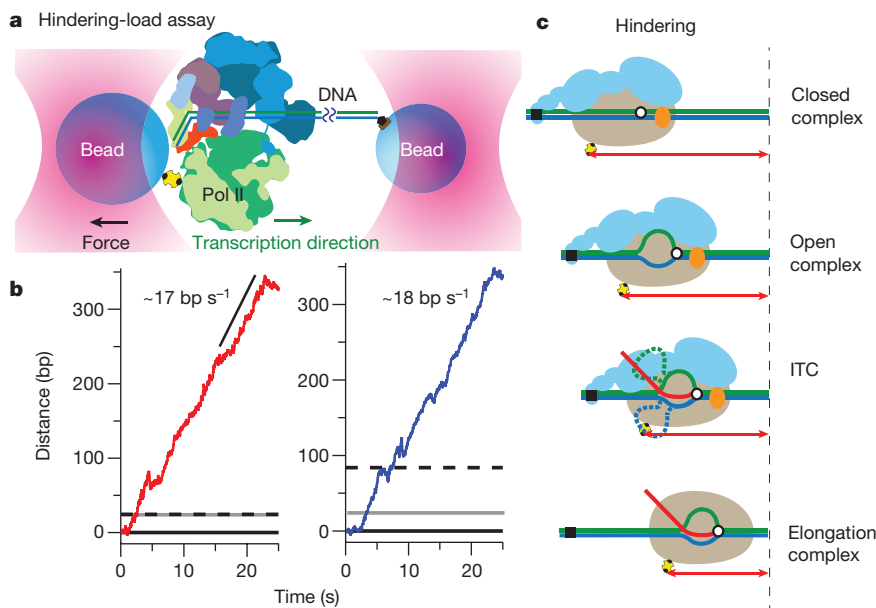 a Hindering-load assay
DNA
Bead
Bead
Pol II
Force
Transcription direction
b
~17 bp s⁻¹
~18 bp s⁻¹
Distance (bp)
300
200
100
0
300
200
100
0
0 10 20
0 10 20
Time (s)
c Hindering
Closed
complex
Open
complex
ITC
Elongation
complex